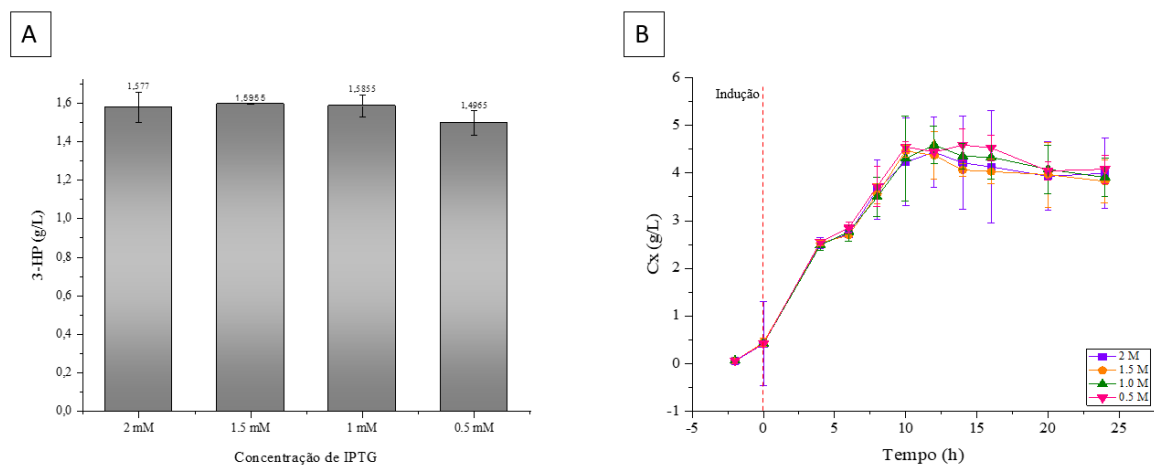 A
3-HP (g/L)
1,6
1,4
1,2
1,0
0,8
0,6
0,4
0,2
0,0
1,577
1,5955
1,5855
1,4965
2 mM
1.5 mM
1 mM
0.5 mM
Concentração de IPTG
B
Cx (g/L)
6
5
4
3
2
1
0
-1
Indução
2 M
1.5 M
1.0 M
0.5 M
-5
0
5
10
15
20
25
Tempo (h)